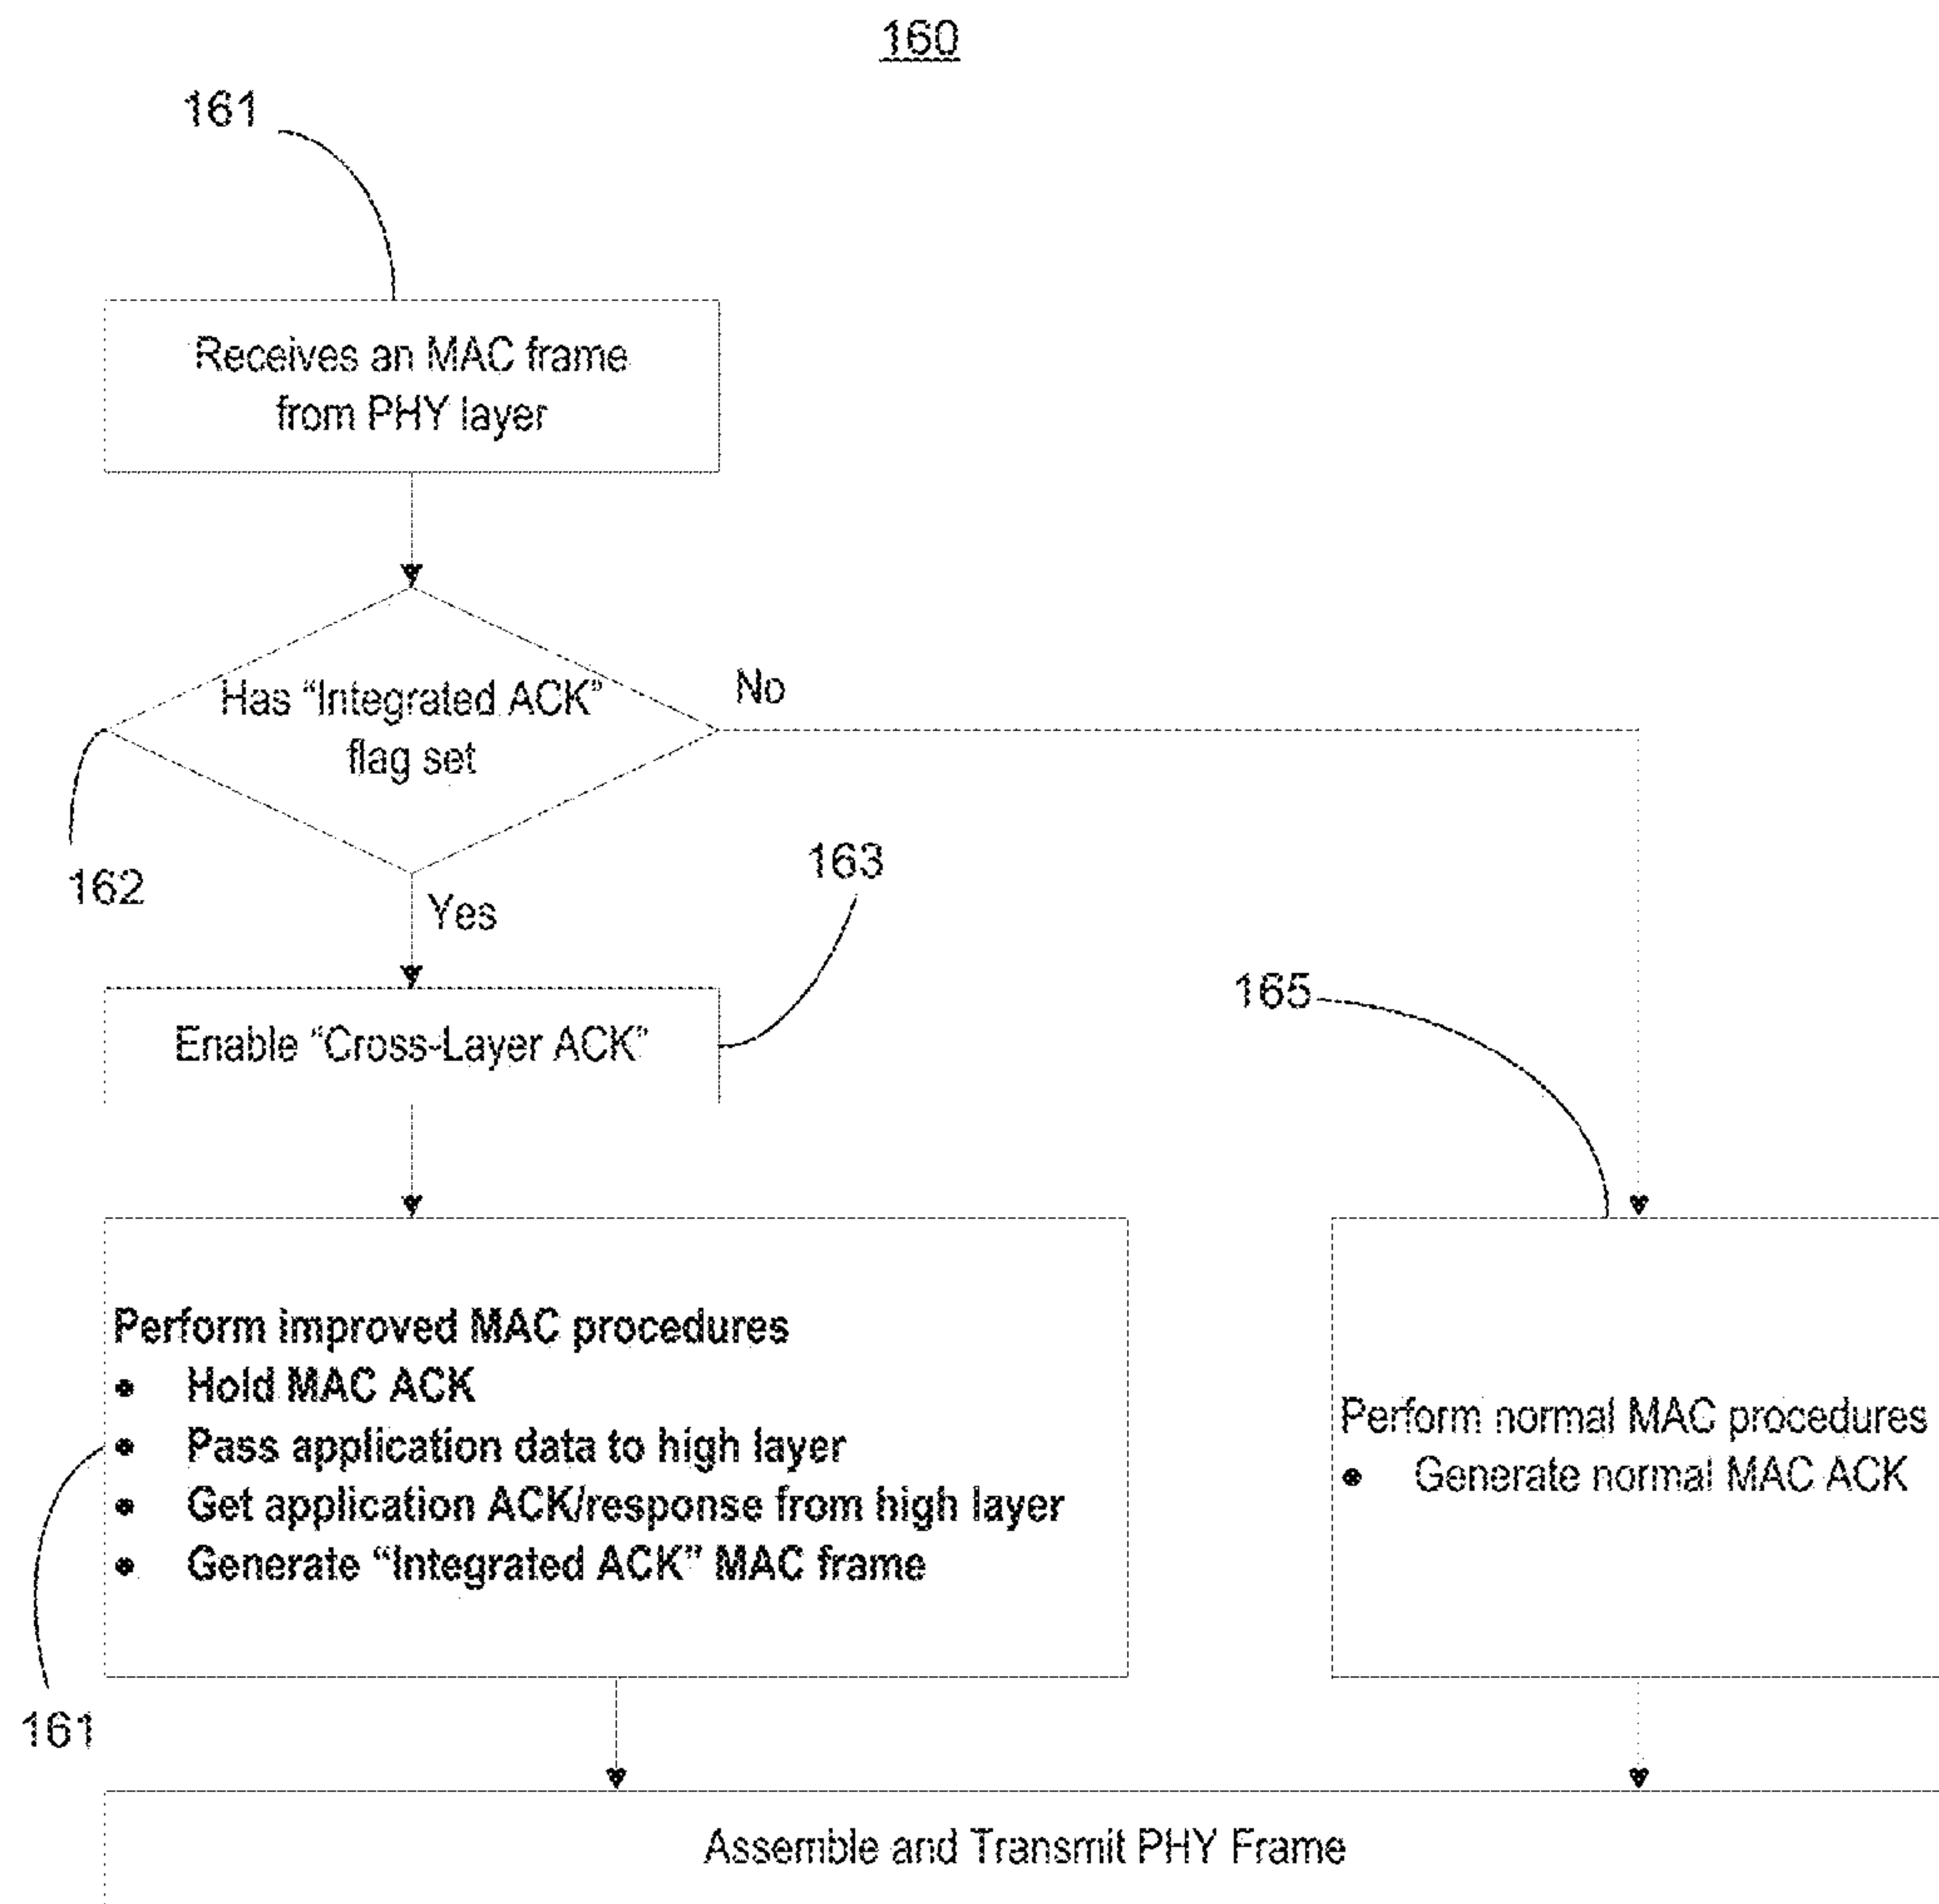 160
161
Receives an MAC frame
from PHY layer
Has “Integrated ACK”
flag set
No
162
Yes
163
Enable “Cross-Layer ACK”
165
Perform improved MAC procedures
• Hold MAC ACK
• Pass application data to high layer
• Get application ACK/response from high layer
• Generate “Integrated ACK” MAC frame
161
Perform normal MAC procedures
• Generate normal MAC ACK
Assemble and Transmit PHY Frame